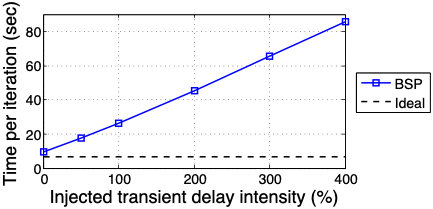 Time per iteration (sec)
80
60
40
20
0
0 100 200 300 400
Injected transient delay intensity (%)
BSP
Ideal